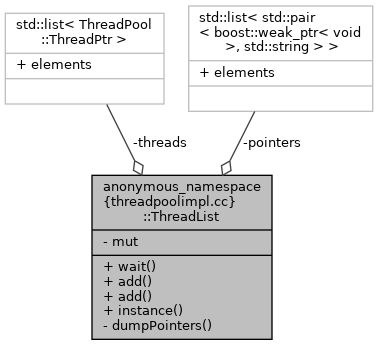 std::list< ThreadPool
::ThreadPtr >
+ elements
std::list< std::pair
< boost::weak_ptr< void
>, std::string > >
+ elements
-threads
-pointers
anonymous_namespace
{threadpoolimpl.cc}
::ThreadList
- mut
+ wait()
+ add()
+ add()
+ instance()
- dumpPointers()